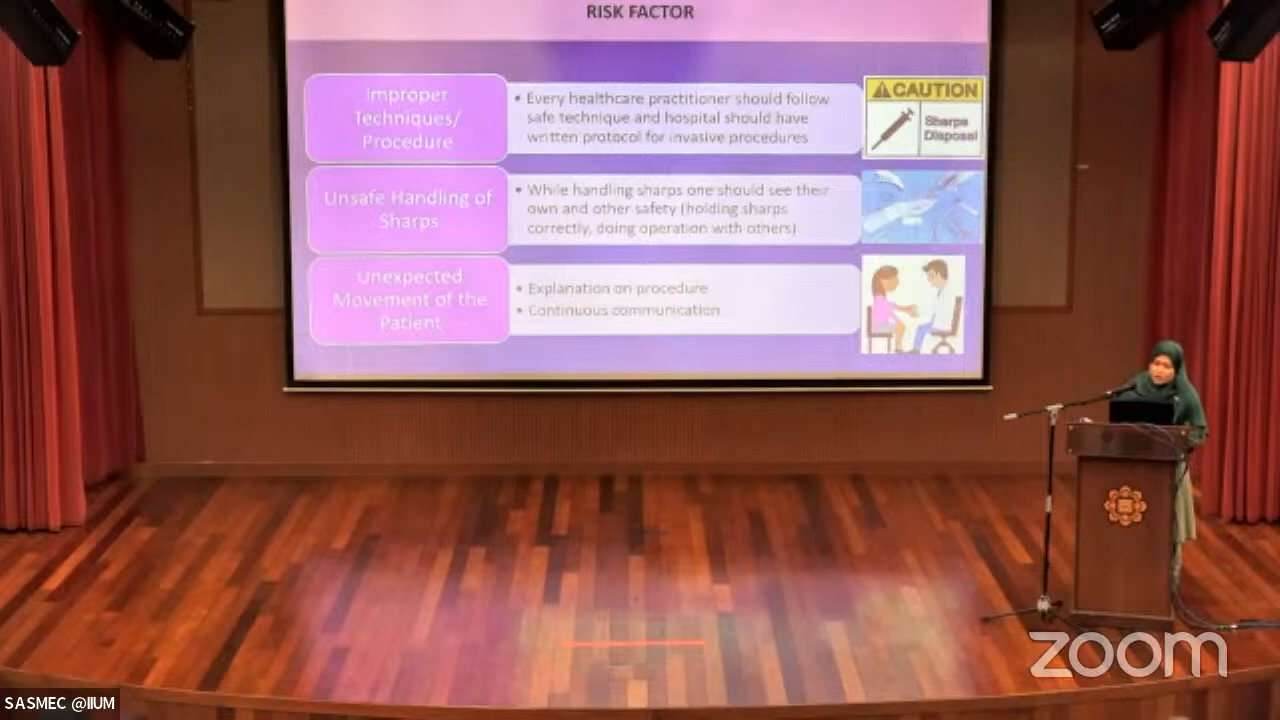 RISK FACTOR
Improper
Techniques/
Procedure
• Every healthcare practitioner should follow
safe technique and hospital should have
written protocol for invasive procedures
CAUTION
Sharps
Disposal
Unsafe Handling of
Sharps
• While handling sharps one should see their
own and other safety (holding sharps
correctly, doing operation with others)
Unexpected
Movement of the
Patient
• Explanation on procedure
• Continuous communication
zoom
SASMEC @IIUM